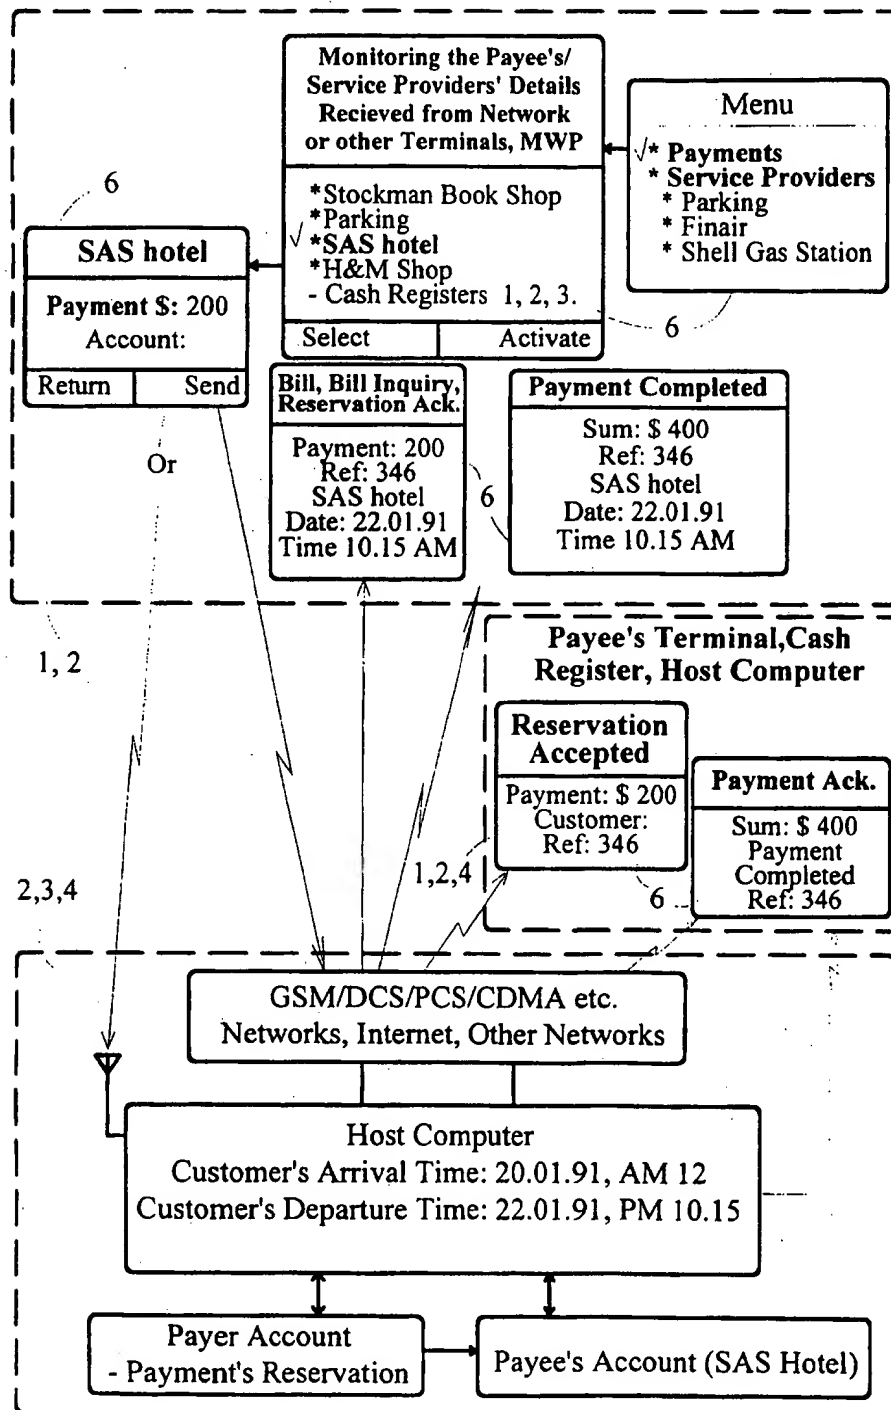 Monitoring the Payee's/
Service Providers' Details
Recieved from Network
or other Terminals, MWP
*Stockman Book Shop
*Parking
√ *SAS hotel
*H&M Shop
- Cash Registers 1, 2, 3.
Select Activate
Menu
√* Payments
* Service Providers
* Parking
* Finair
* Shell Gas Station
6
6
SAS hotel
Payment $: 200
Account:
Return Send
Or
Bill, Bill Inquiry,
Reservation Ack.
Payment: 200
Ref: 346
SAS hotel
Date: 22.01.91
Time 10.15 AM
6
Payment Completed
Sum: $ 400
Ref: 346
SAS hotel
Date: 22.01.91
Time 10.15 AM
1, 2
Payee's Terminal,Cash
Register, Host Computer
Reservation
Accepted
Payment: $ 200
Customer:
Ref: 346
Payment Ack.
Sum: $ 400
Payment
Completed
Ref: 346
1,2,4
6
2,3,4
GSM/DCS/PCS/CDMA etc.
Networks, Internet, Other Networks
Host Computer
Customer's Arrival Time: 20.01.91, AM 12
Customer's Departure Time: 22.01.91, PM 10.15
Payer Account
- Payment's Reservation
Payee's Account (SAS Hotel)